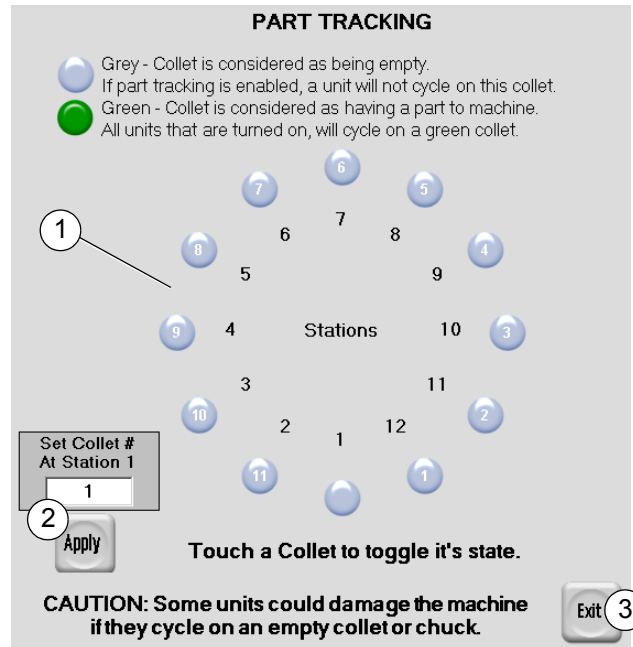 PART TRACKING
Grey - Collet is considered as being empty.
If part tracking is enabled, a unit will not cycle on this collet.
Green - Collet is considered as having a part to machine.
All units that are turned on, will cycle on a green collet.
6
7
5
7
1
6
8
8
4
5
9
9
4
Stations
10
3
3
11
10
2
2
12
1
Set Collet #
At Station 1
11
1
1
2
Apply
Touch a Collet to toggle it's state.
CAUTION: Some units could damage the machine
if they cycle on an empty collet or chuck.
Exit
3